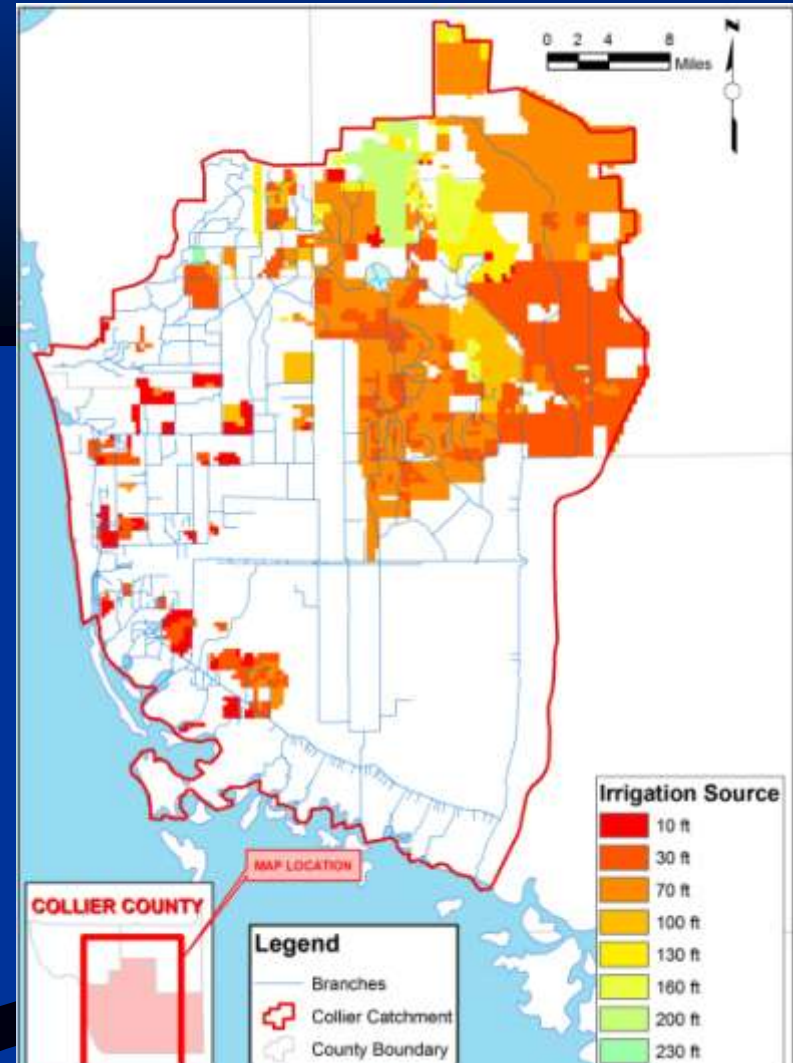 N
0 2 4 8
Miles
MAP LOCATION
COLLIER COUNTY
Legend
Branches
Collier Catchment
County Boundary
Irrigation Source
10 ft
30 ft
70 ft
100 ft
130 ft
160 ft
200 ft
230 ft